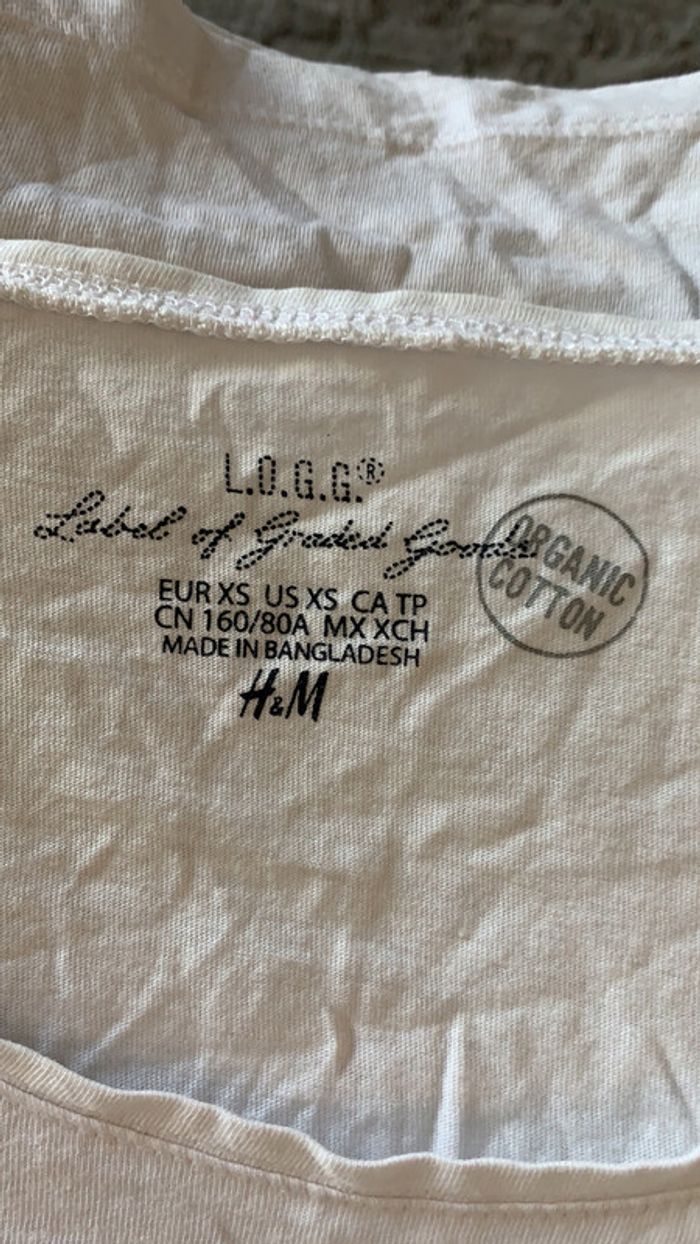 L.O.G.G.®
Label of Graded Goods
ORGANIC
COTTON
EUR XS US XS CA TP
CN 160/80A MX XCH
MADE IN BANGLADESH
H&M